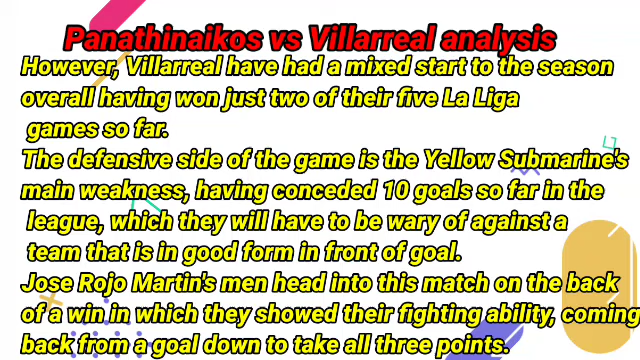 Panathinaikos vs Villarreal analysis
However, Villarreal have had a mixed start to the season
overall having won just two of their five La Liga
games so far.
The defensive side of the game is the Yellow Submarine's
main weakness, having conceded 10 goals so far in the
league, which they will have to be wary of against a
team that is in good form in front of goal.
Jose Rojo Martin's men head into this match on the back
of a win in which they showed their fighting ability, coming
back from a goal down to take all three points.